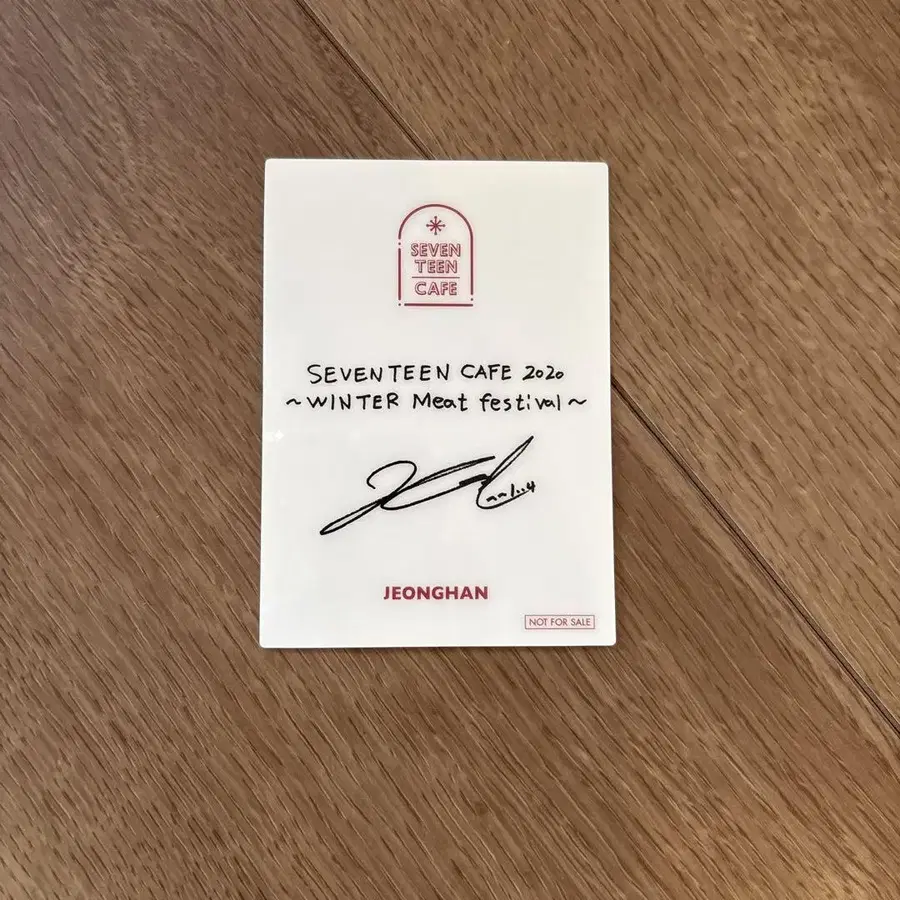 SEVEN
TEEN
CAFE
SEVENTEEN CAFE 2020
~WINTER Meat festival~
JEONGHAN
NOT FOR SALE